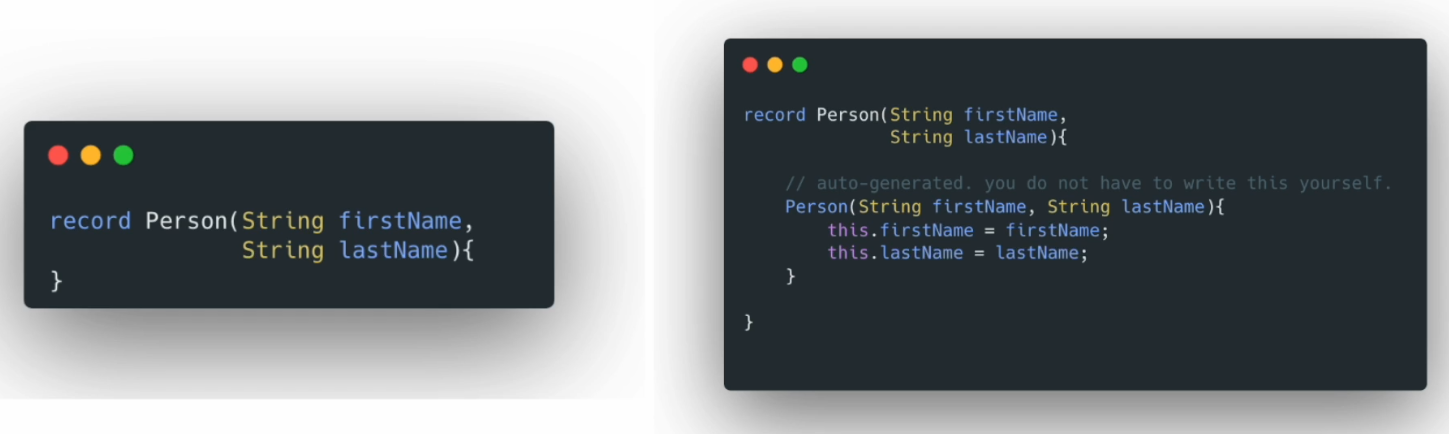 record Person(String firstName,
String lastName){
}
record Person(String firstName,
String lastName){
// auto-generated. you do not have to write this yourself.
Person(String firstName, String lastName){
this.firstName = firstName;
this.lastName = lastName;
}
}